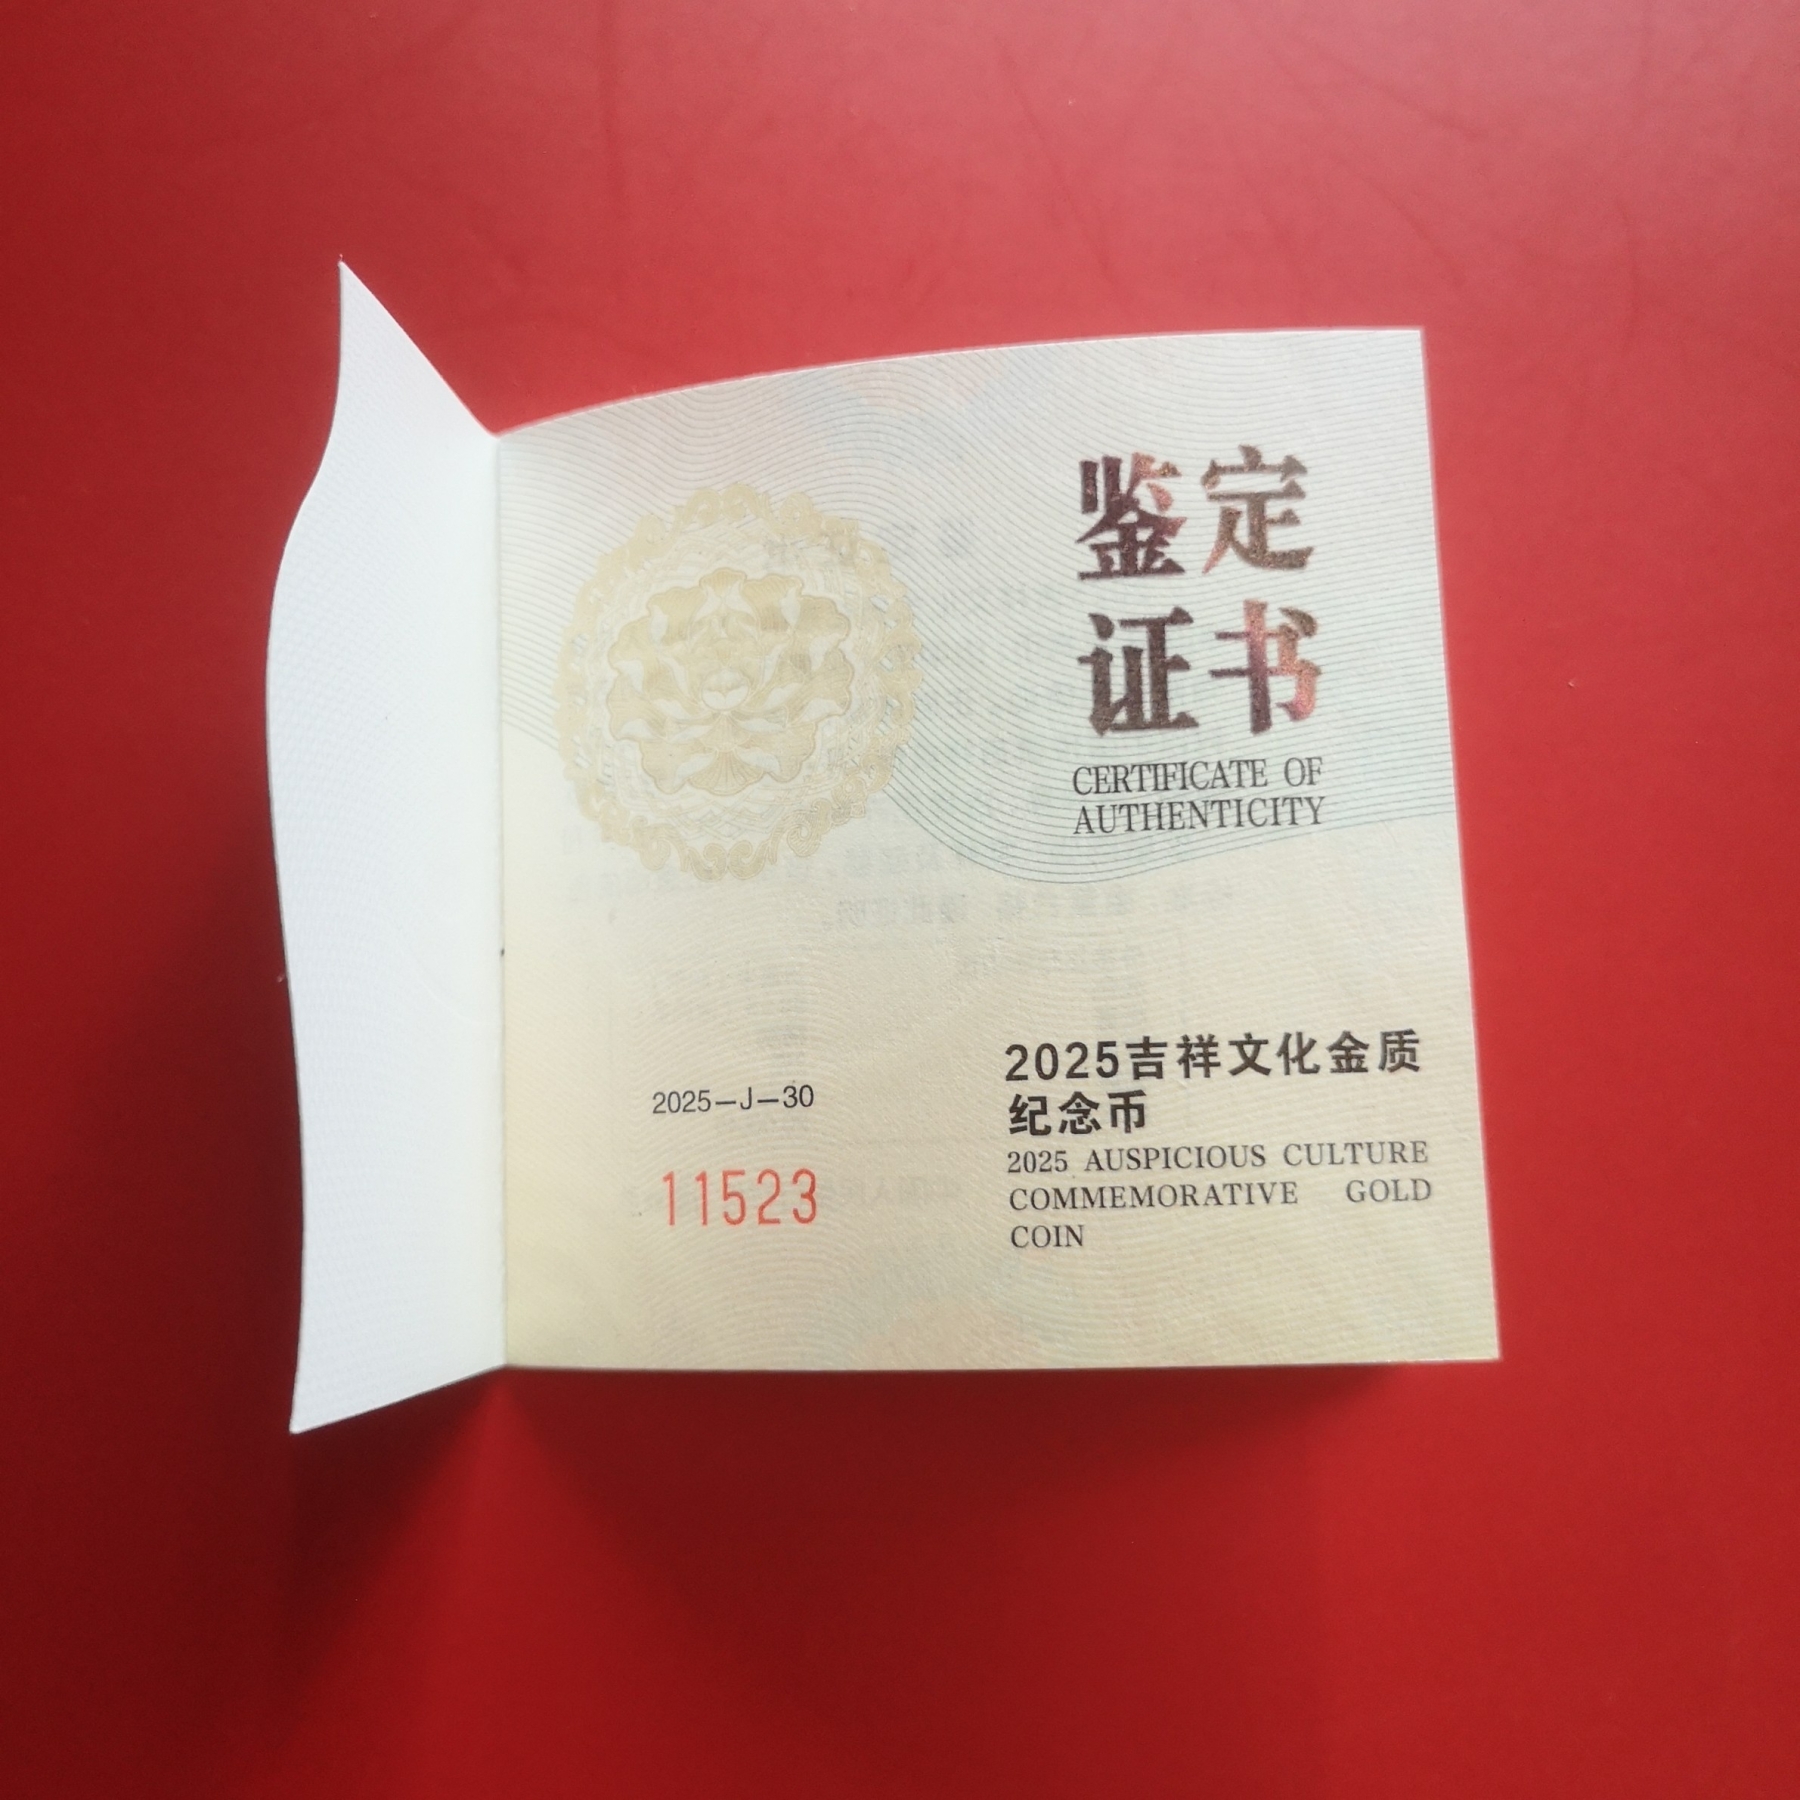 鉴定
证书
CERTIFICATE OF
AUTHENTICITY
2025吉祥文化金质
纪念币
2025 AUSPICIOUS CULTURE
COMMEMORATIVE GOLD
COIN
2025—J—30
11523